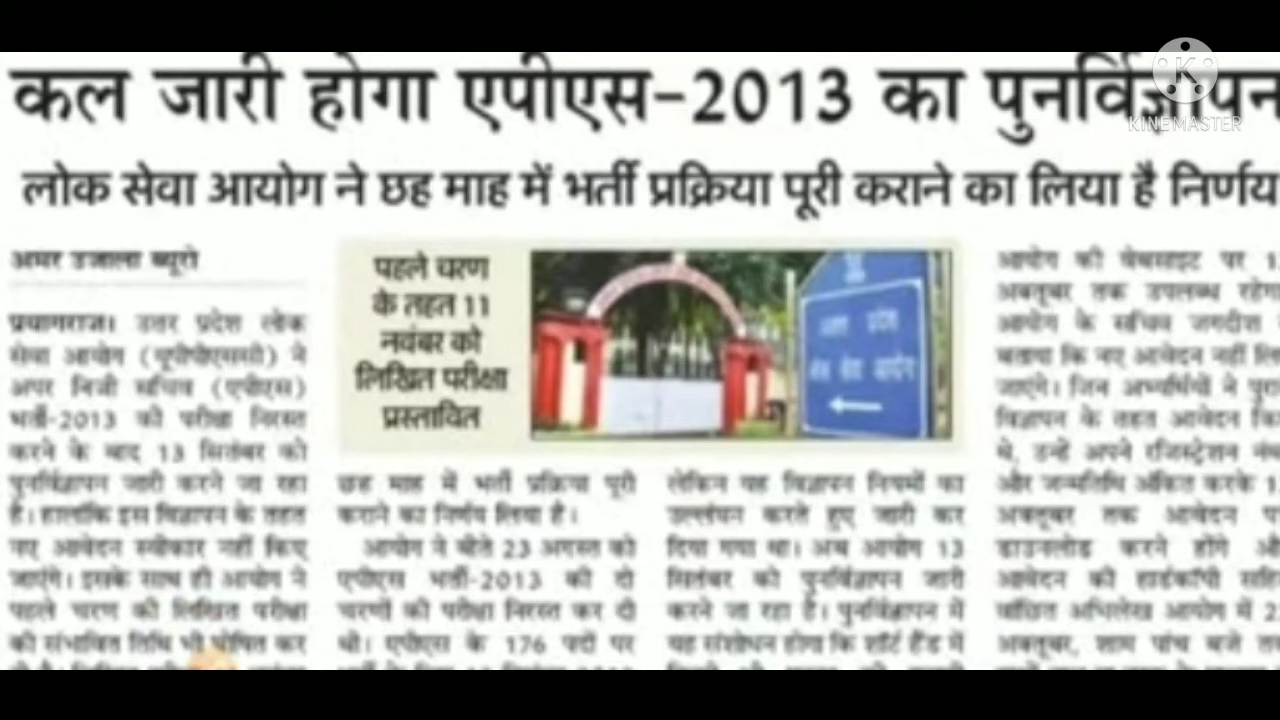 कल जारी होगा एपीएस-2013 का पुनर्विज्ञापन
लोक सेवा आयोग ने छह माह में भर्ती प्रक्रिया पूरी कराने का लिया है निर्णय
अमर उजाला ब्यूरो
प्रयागराज। उत्तर प्रदेश लोक
सेवा आयोग (यूपीपीएससी) ने
अपर निजी सचिव (एपीएस)
भर्ती-2013 की परीक्षा निरस्त
करने के बाद 13 सितंबर को
पुनर्विज्ञापन जारी करने जा रहा
है। हालांकि इस विज्ञापन के तहत
नए आवेदन स्वीकार नहीं किए
जाएंगे। इसके साथ ही आयोग ने
पहले चरण की लिखित परीक्षा
की संभावित तिथि भी घोषित कर
पहले चरण
के तहत 11
नवंबर को
लिखित परीक्षा
प्रस्तावित
उत्तर प्रदेश
लोक सेवा आयोग
छह माह में भर्ती प्रक्रिया पूरी
कराने का निर्णय लिया है।
आयोग ने बीते 23 अगस्त को
एपीएस भर्ती-2013 की दो
चरणों की परीक्षा निरस्त कर दी
थी। एपीएस के 176 पदों पर
लेकिन यह विज्ञापन नियमों का
उल्लंघन करते हुए जारी कर
दिया गया था। अब आयोग 13
सितंबर को पुनर्विज्ञापन जारी
करने जा रहा है। पुनर्विज्ञापन में
यह संशोधन होगा कि शॉर्ट हैंड में
आयोग की वेबसाइट पर
अक्तूबर तक उपलब्ध
आयोग के सचिव जगदीश
बताया कि नए आवेदन नहीं
जाएंगे। जिन अभ्यर्थियों ने
विज्ञापन के तहत आवेदन
थे, उन्हें अपने रजिस्ट्रेशन
और जन्मतिथि अंकित करके
अक्तूबर तक आवेदन
डाउनलोड करने होंगे
आवेदन की हार्डकॉपी
वांछित अभिलेख आयोग में
अक्तूबर, शाम पांच बजे
KINEMASTER